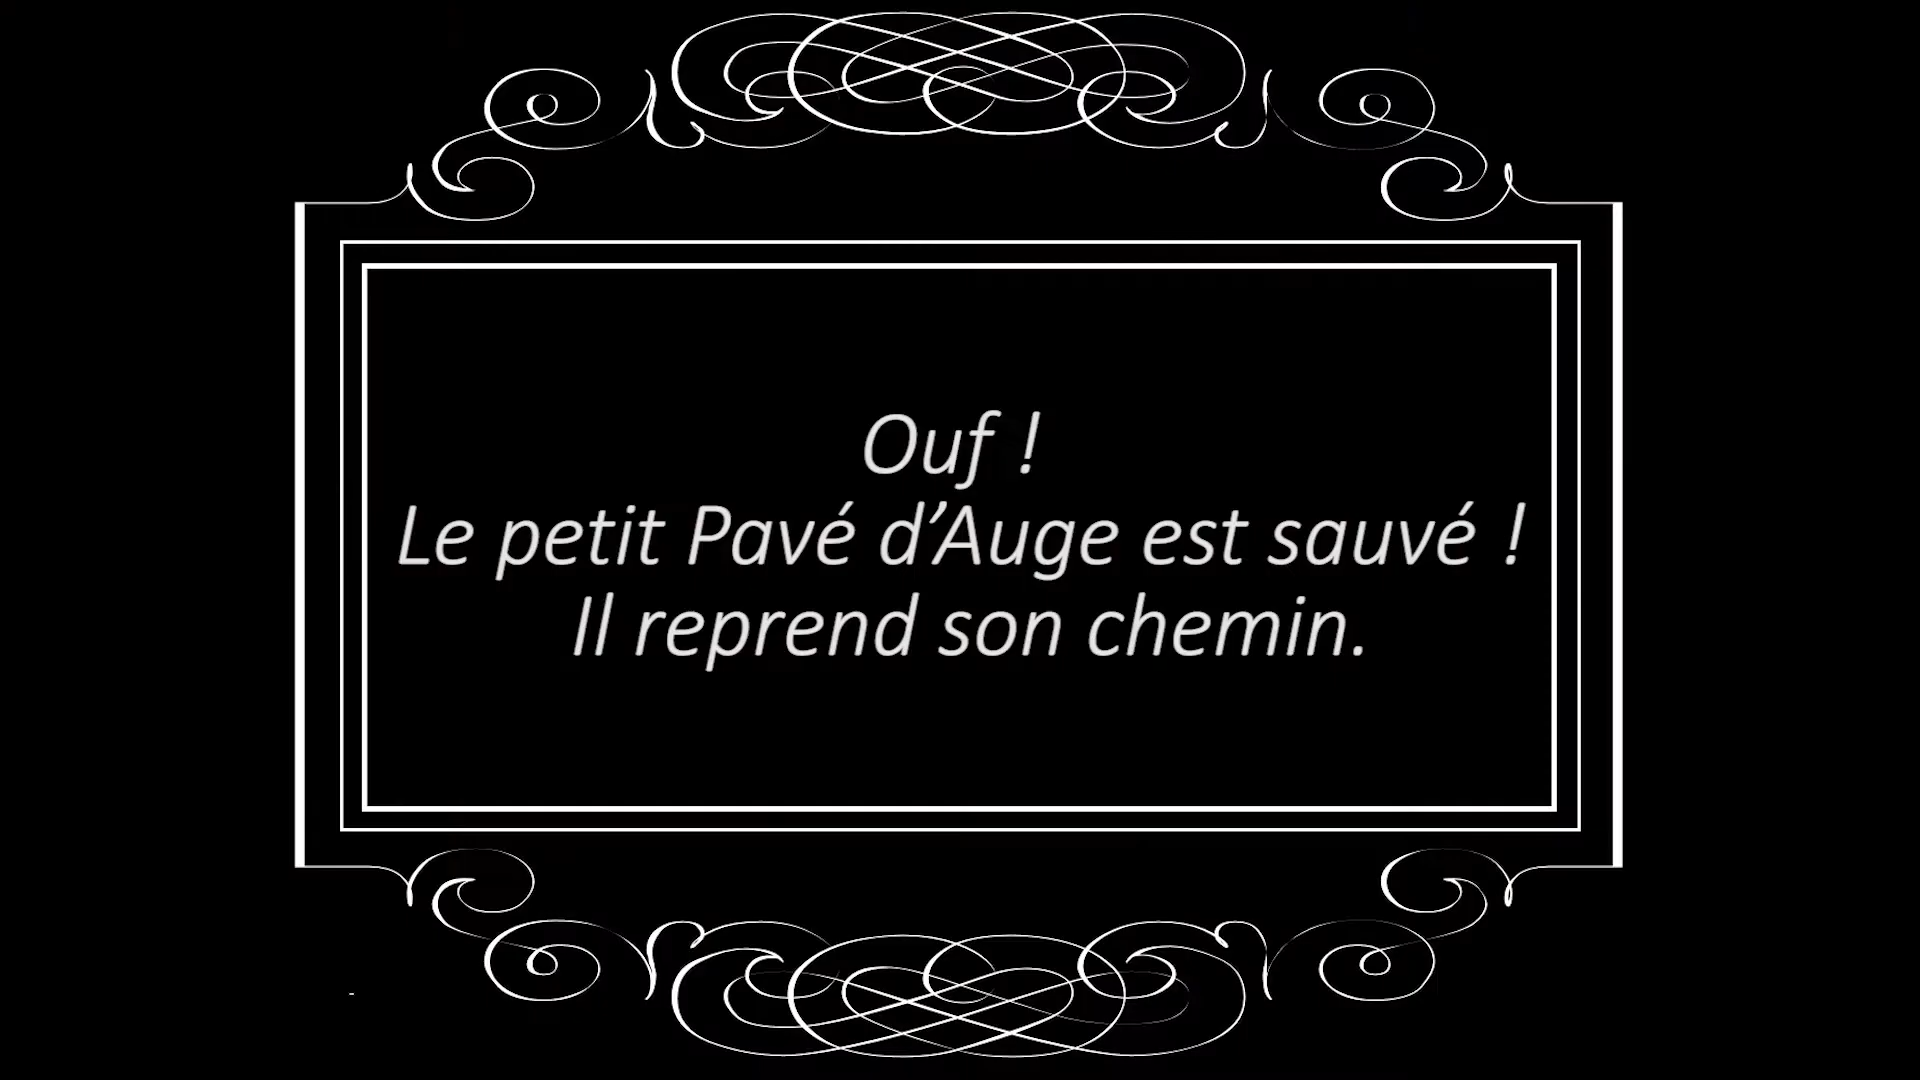 Ouf !
Le petit Pavé d’Auge est sauvé !
Il reprend son chemin.